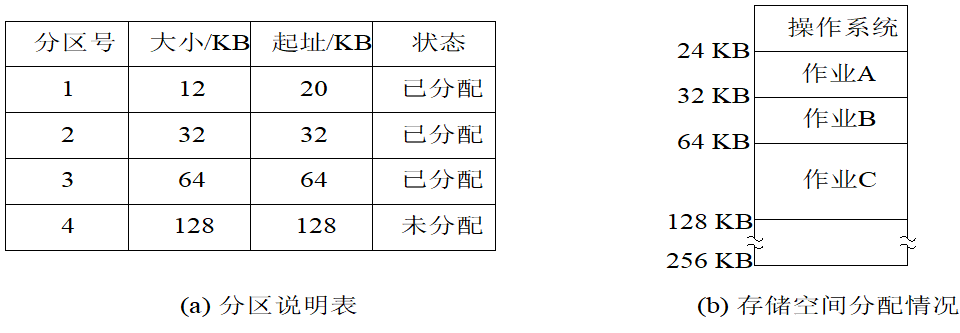 分区号 大小/KB 起址/KB 状态
1 12 20 已分配
2 32 32 已分配
3 64 64 已分配
4 128 128 未分配
(a) 分区说明表
操作系统
24 KB
作业A
32 KB
作业B
64 KB
作业C
128 KB
256 KB
(b) 存储空间分配情况